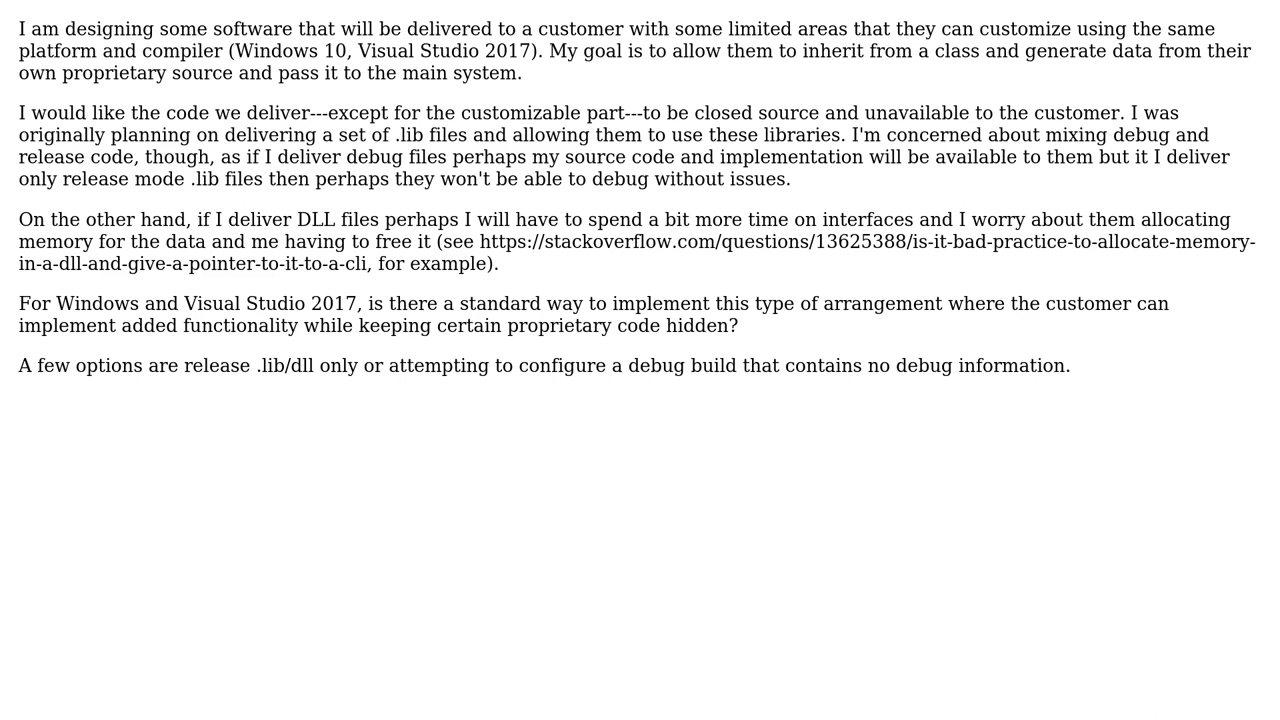 I am designing some software that will be delivered to a customer with some limited areas that they can customize using the same
platform and compiler (Windows 10, Visual Studio 2017). My goal is to allow them to inherit from a class and generate data from their
own proprietary source and pass it to the main system.
I would like the code we deliver---except for the customizable part---to be closed source and unavailable to the customer. I was
originally planning on delivering a set of .lib files and allowing them to use these libraries. I'm concerned about mixing debug and
release code, though, as if I deliver debug files perhaps my source code and implementation will be available to them but it I deliver
only release mode .lib files then perhaps they won't be able to debug without issues.
On the other hand, if I deliver DLL files perhaps I will have to spend a bit more time on interfaces and I worry about them allocating
memory for the data and me having to free it (see https://stackoverflow.com/questions/13625388/is-it-bad-practice-to-allocate-memory-
in-a-dll-and-give-a-pointer-to-it-to-a-cli, for example).
For Windows and Visual Studio 2017, is there a standard way to implement this type of arrangement where the customer can
implement added functionality while keeping certain proprietary code hidden?
A few options are release .lib/dll only or attempting to configure a debug build that contains no debug information.